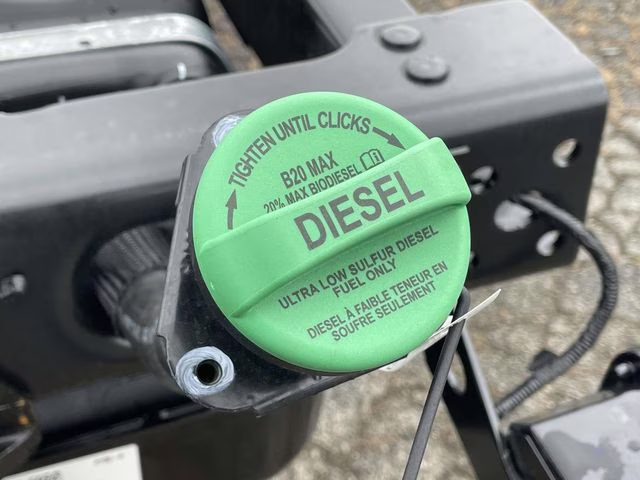 TIGHTEN UNTIL CLICKS
B20 MAX
20% MAX BIODIESEL
DIESEL
ULTRA LOW SULFUR DIESEL
FUEL ONLY
DIESEL À FAIBLE TENEUR EN
SOUFRE SEULEMENT